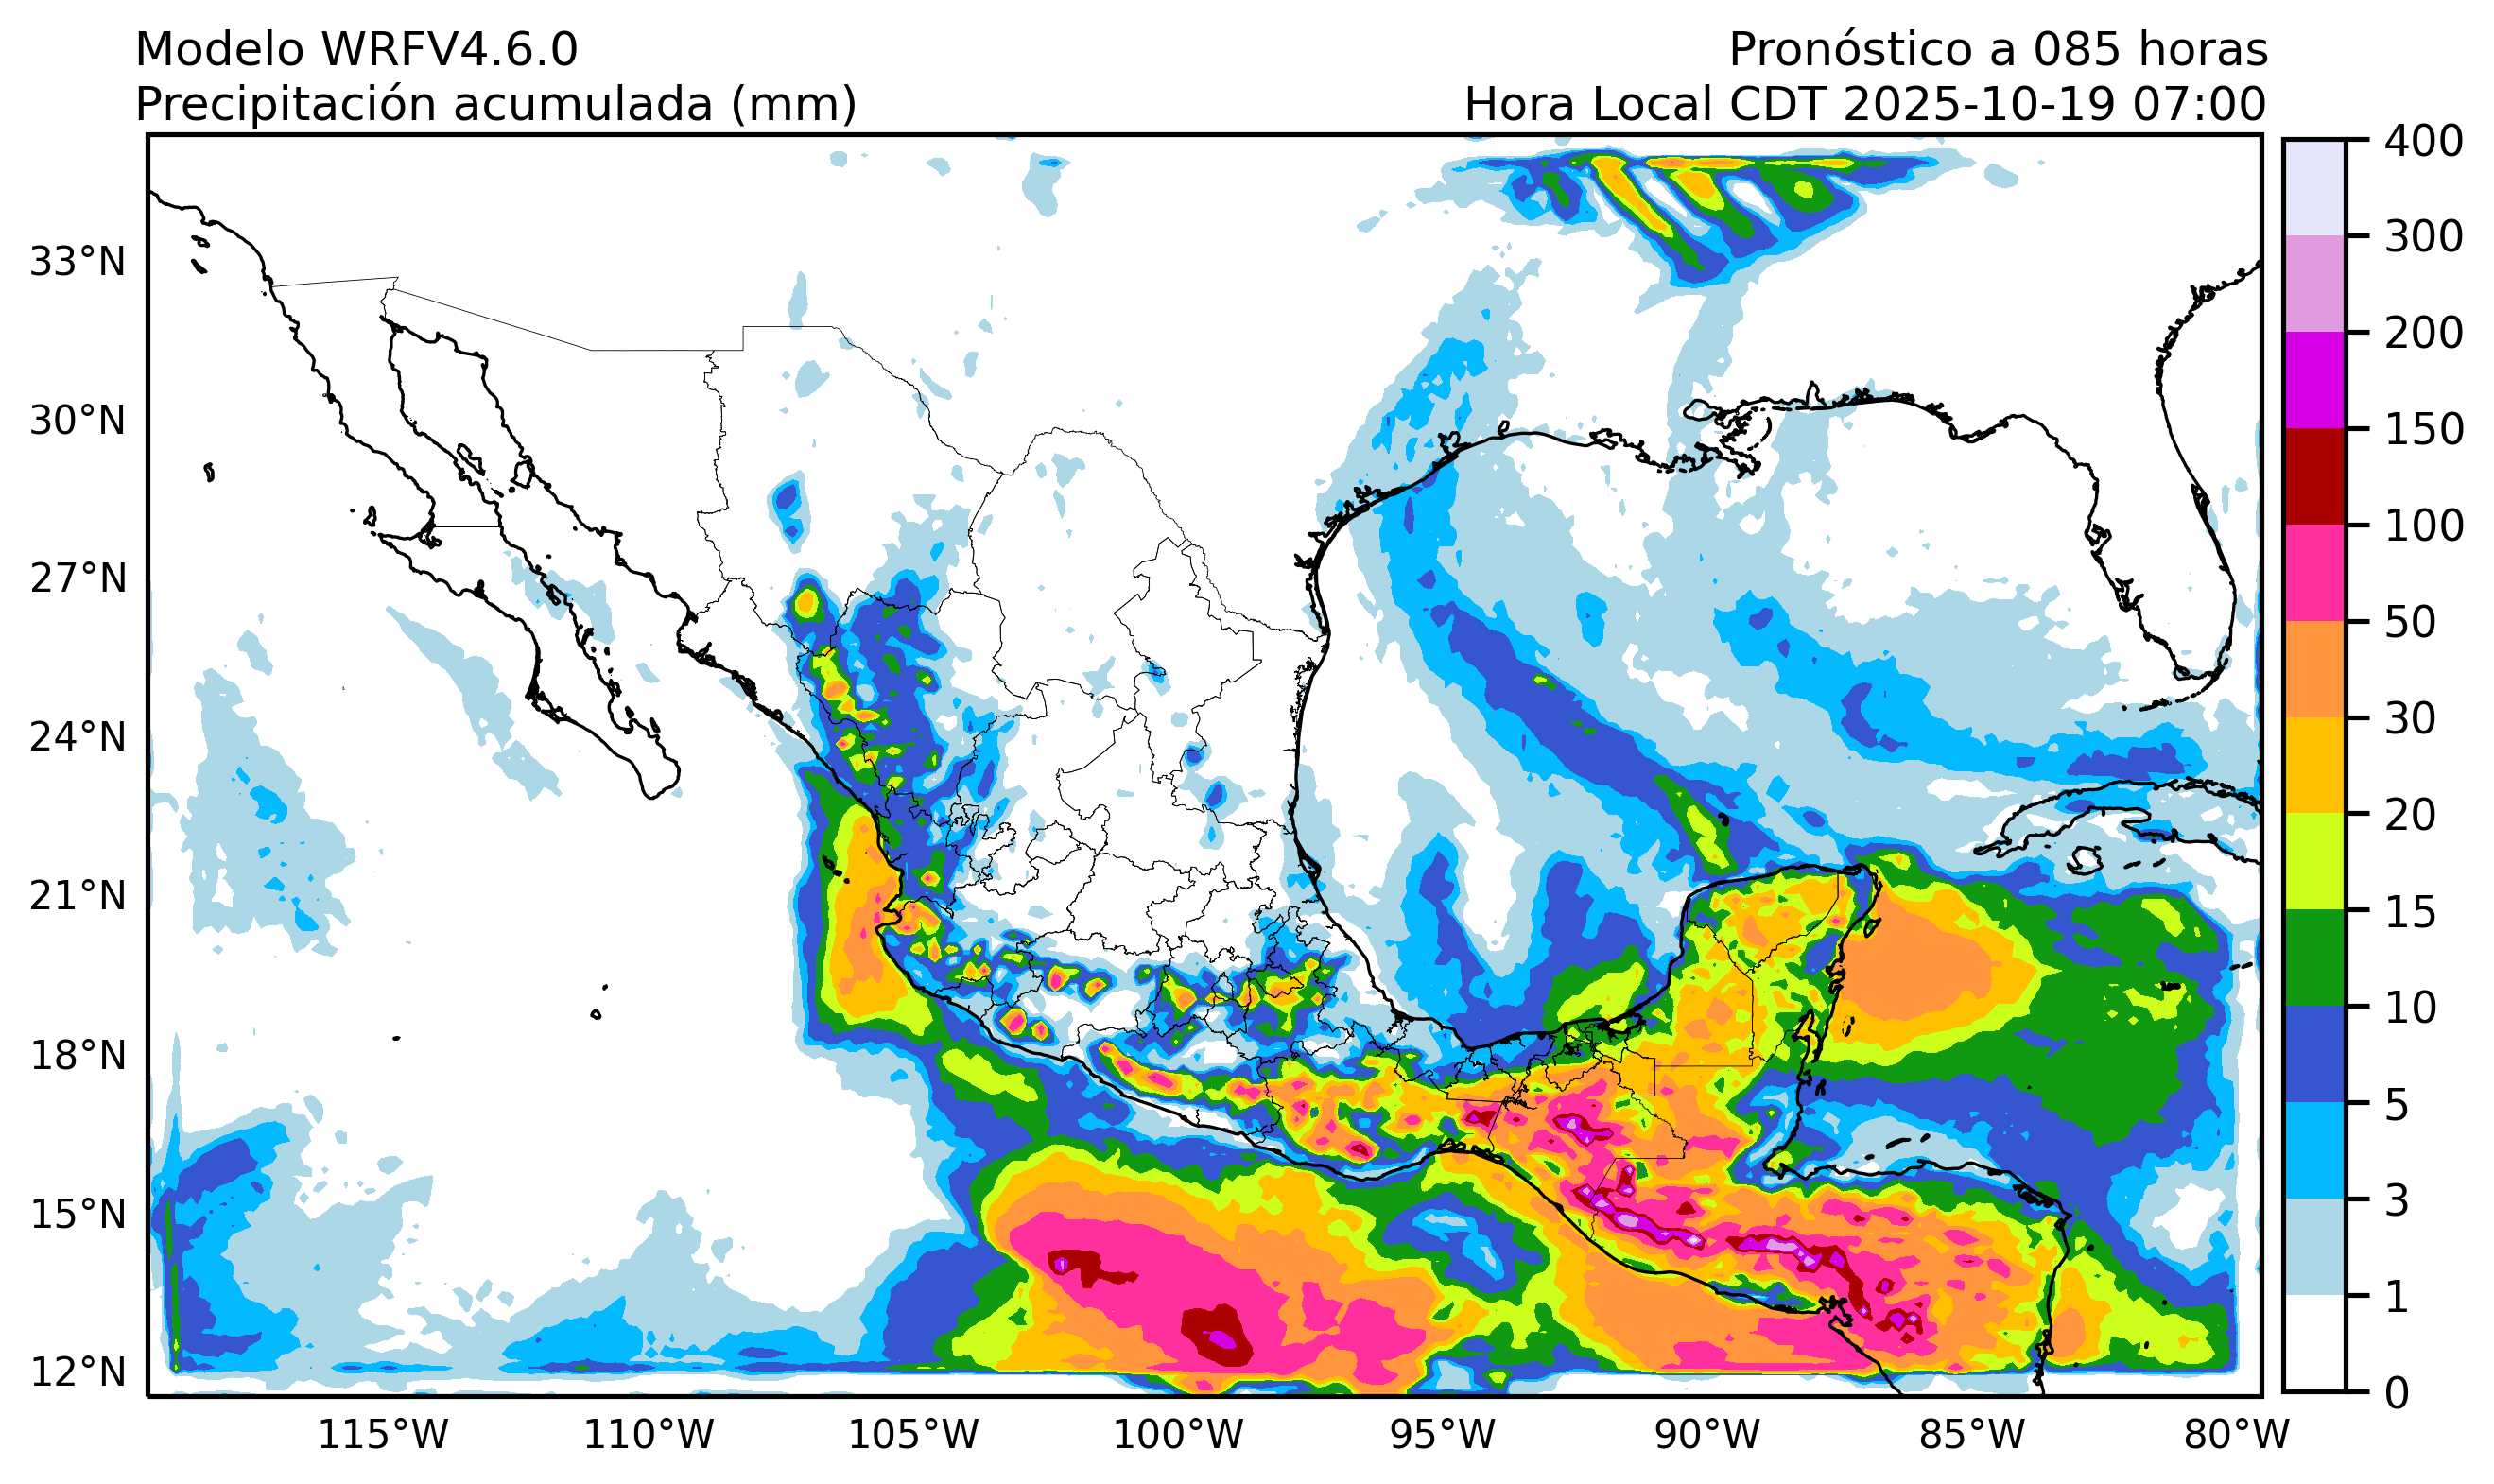 Modelo WRFV4.6.0
Pronóstico a 085 horas
Precipitación acumulada (mm)
Hora Local CDT 2025-10-19 07:00
33°N
30°N
27°N
24°N
21°N
18°N
15°N
12°N
115°W
110°W
105°W
100°W
95°W
90°W
85°W
80°W
400
300
200
150
100
50
30
20
15
10
5
3
1
0